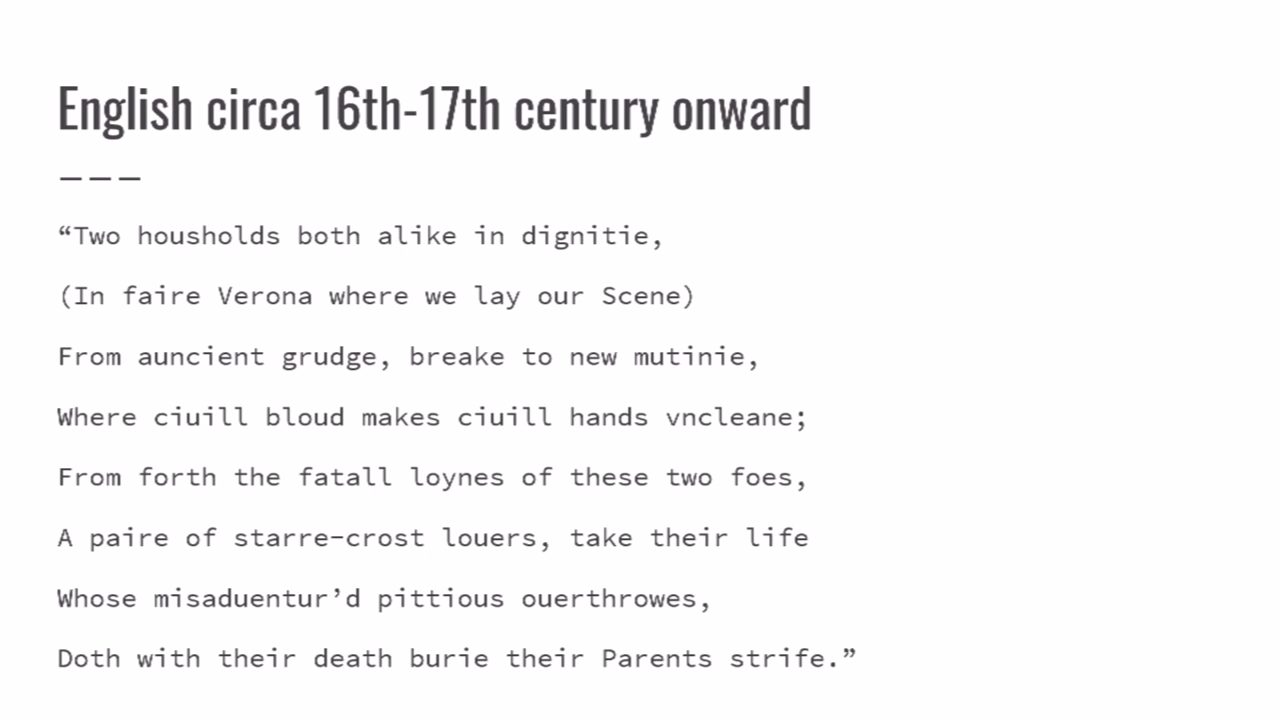 English circa 16th-17th century onward
“Two housholds both alike in dignitie,
(In faire Verona where we lay our Scene)
From auncient grudge, breake to new mutinie,
Where ciuill bloud makes ciuill hands vncleane;
From forth the fatall loynes of these two foes,
A paire of starre-crost louers, take their life
Whose misaduentur’d pittious ouerthrowes,
Doth with their death burie their Parents strife.”